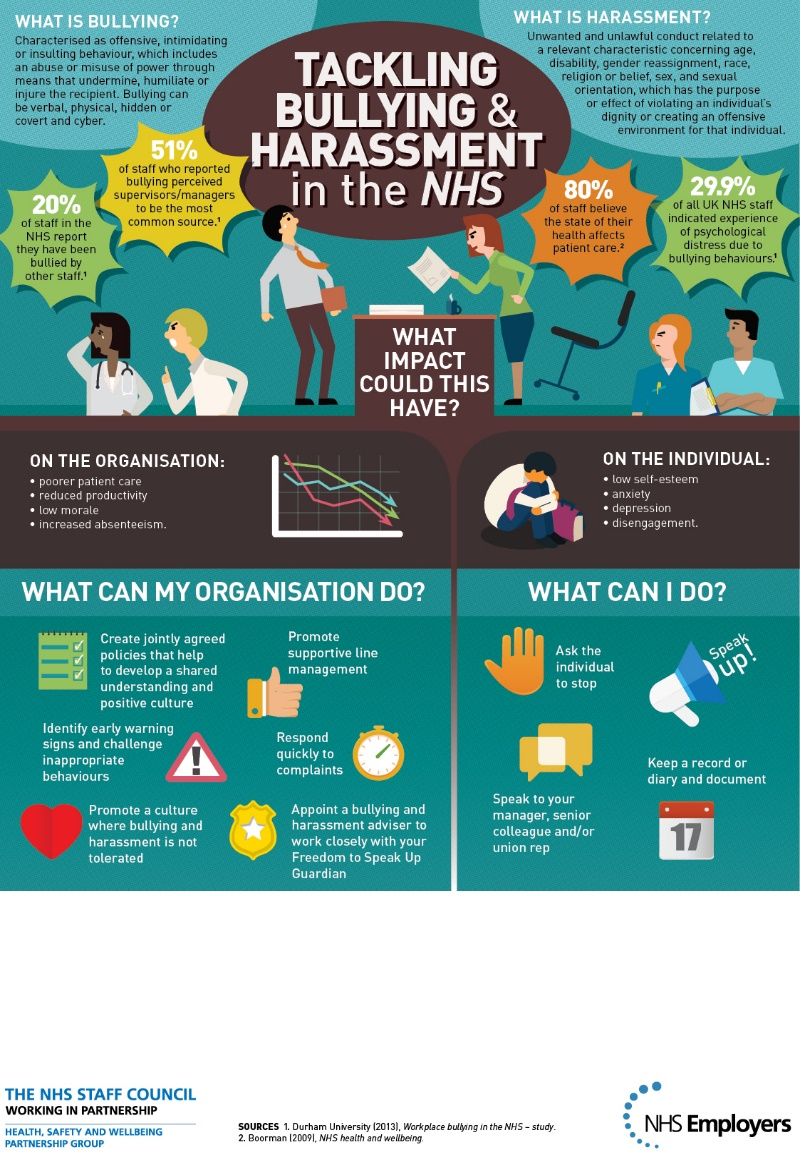 WHAT IS BULLYING?
Characterised as offensive, intimidating
or insulting behaviour, which includes
an abuse or misuse of power through
means that undermine, humiliate or
injure the recipient. Bullying can
be verbal, physical, hidden or
covert and cyber.
TACKLING
BULLYING &
HARASSMENT
in the NHS
WHAT IS HARASSMENT?
Unwanted and unlawful conduct related to
a relevant characteristic concerning age,
disability, gender reassignment, race,
religion or belief, sex, and sexual
orientation, which has the purpose
or effect of violating an individual's
dignity or creating an offensive
environment for that individual.
20%
of staff in the
NHS report
they have been
bullied by
other staff.¹
51%
of staff who reported
bullying perceived
supervisors/managers
to be the most
common source.¹
80%
of staff believe
the state of their
health affects
patient care.²
29.9%
of all UK NHS staff
indicated experience
of psychological
distress due to
bullying behaviours.¹
WHAT
IMPACT
COULD THIS
HAVE?
ON THE ORGANISATION:
• poorer patient care
• reduced productivity
• low morale
• increased absenteeism.
ON THE INDIVIDUAL:
• low self-esteem
• anxiety
• depression
• disengagement.
WHAT CAN MY ORGANISATION DO?
Create jointly agreed
policies that help
to develop a shared
understanding and
positive culture
Promote
supportive line
management
Identify early warning
signs and challenge
inappropriate
behaviours
Respond
quickly to
complaints
Promote a culture
where bullying and
harassment is not
tolerated
Appoint a bullying and
harassment adviser to
work closely with your
Freedom to Speak Up
Guardian
WHAT CAN I DO?
Ask the
individual
to stop
Speak
up!
Speak to your
manager, senior
colleague and/or
union rep
Keep a record or
diary and document
17
THE NHS STAFF COUNCIL
WORKING IN PARTNERSHIP
HEALTH, SAFETY AND WELLBEING
PARTNERSHIP GROUP
SOURCES 1. Durham University (2013), Workplace bullying in the NHS – study.
2. Boorman (2009), NHS health and wellbeing.
NHS Employers